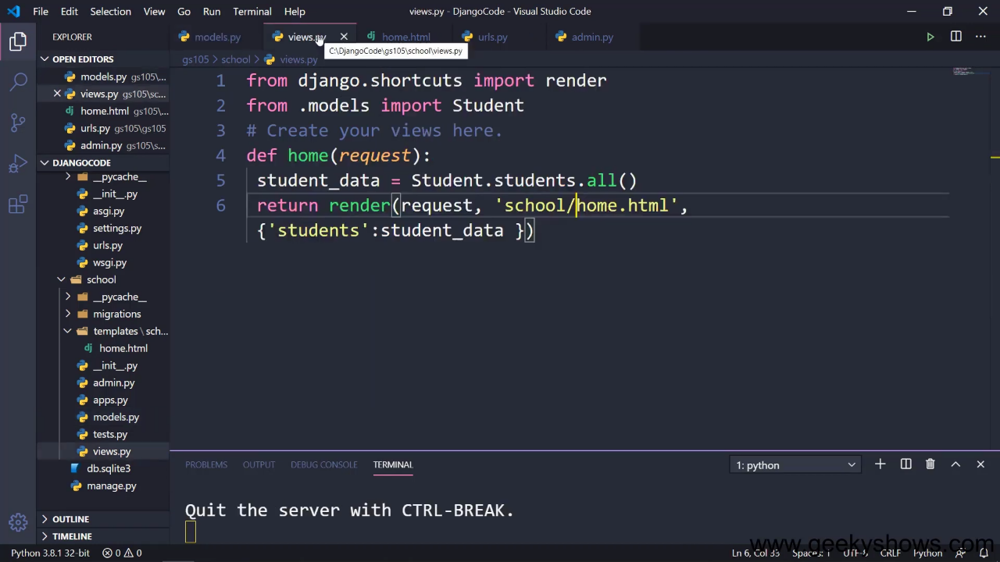 File Edit Selection View Go Run Terminal Help
views.py - DjangoCode - Visual Studio Code
EXPLORER
OPEN EDITORS
models.py gs105\...
views.py gs105\sc...
home.html gs105\...
urls.py gs105\gs105
admin.py gs105\s...
DJANGOCODE
__pycache__
__init__.py
asgi.py
settings.py
urls.py
wsgi.py
school
__pycache__
migrations
templates \ sch...
home.html
__init__.py
admin.py
apps.py
models.py
tests.py
views.py
db.sqlite3
manage.py
OUTLINE
TIMELINE
models.py views.py home.html urls.py admin.py
C:\DjangoCode\gs105\school\views.py
gs105 > school > views.py
1 from django.shortcuts import render
2 from .models import Student
3 # Create your views here.
4 def home(request):
5 student_data = Student.students.all()
6 return render(request, 'school/home.html',
{'students':student_data })
PROBLEMS OUTPUT DEBUG CONSOLE TERMINAL
1: python
Quit the server with CTRL-BREAK.
www.geekyshows.com
Python 3.8.1 32-bit 0 0 Ln 6, Col 33 Spaces: 1 UTF-8 CRLF Python